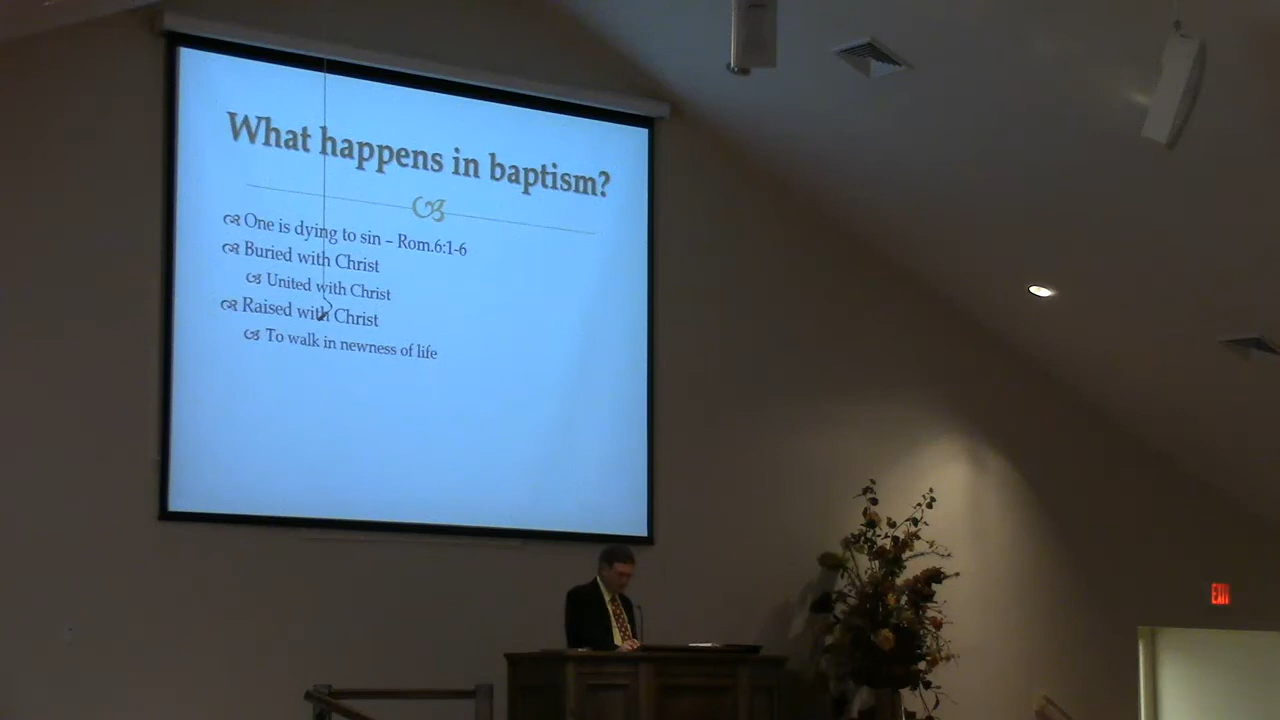 What happens in baptism?
One is dying to sin – Rom.6:1-6
Buried with Christ
United with Christ
Raised with Christ
To walk in newness of life
EXIT